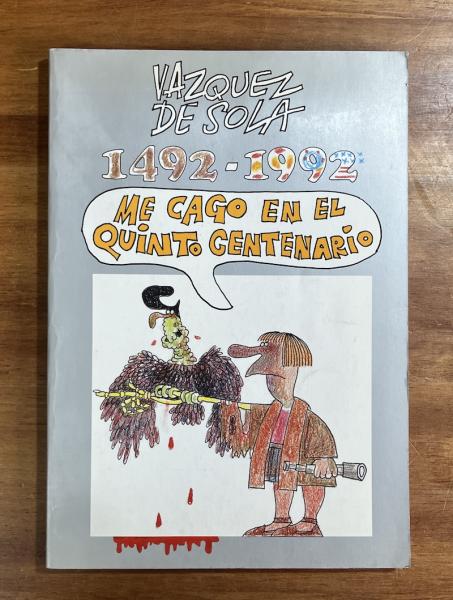 VAZQUEZ
DE SOLA
1492-1992
ME CAGO EN EL
QUINTO CENTENARIO